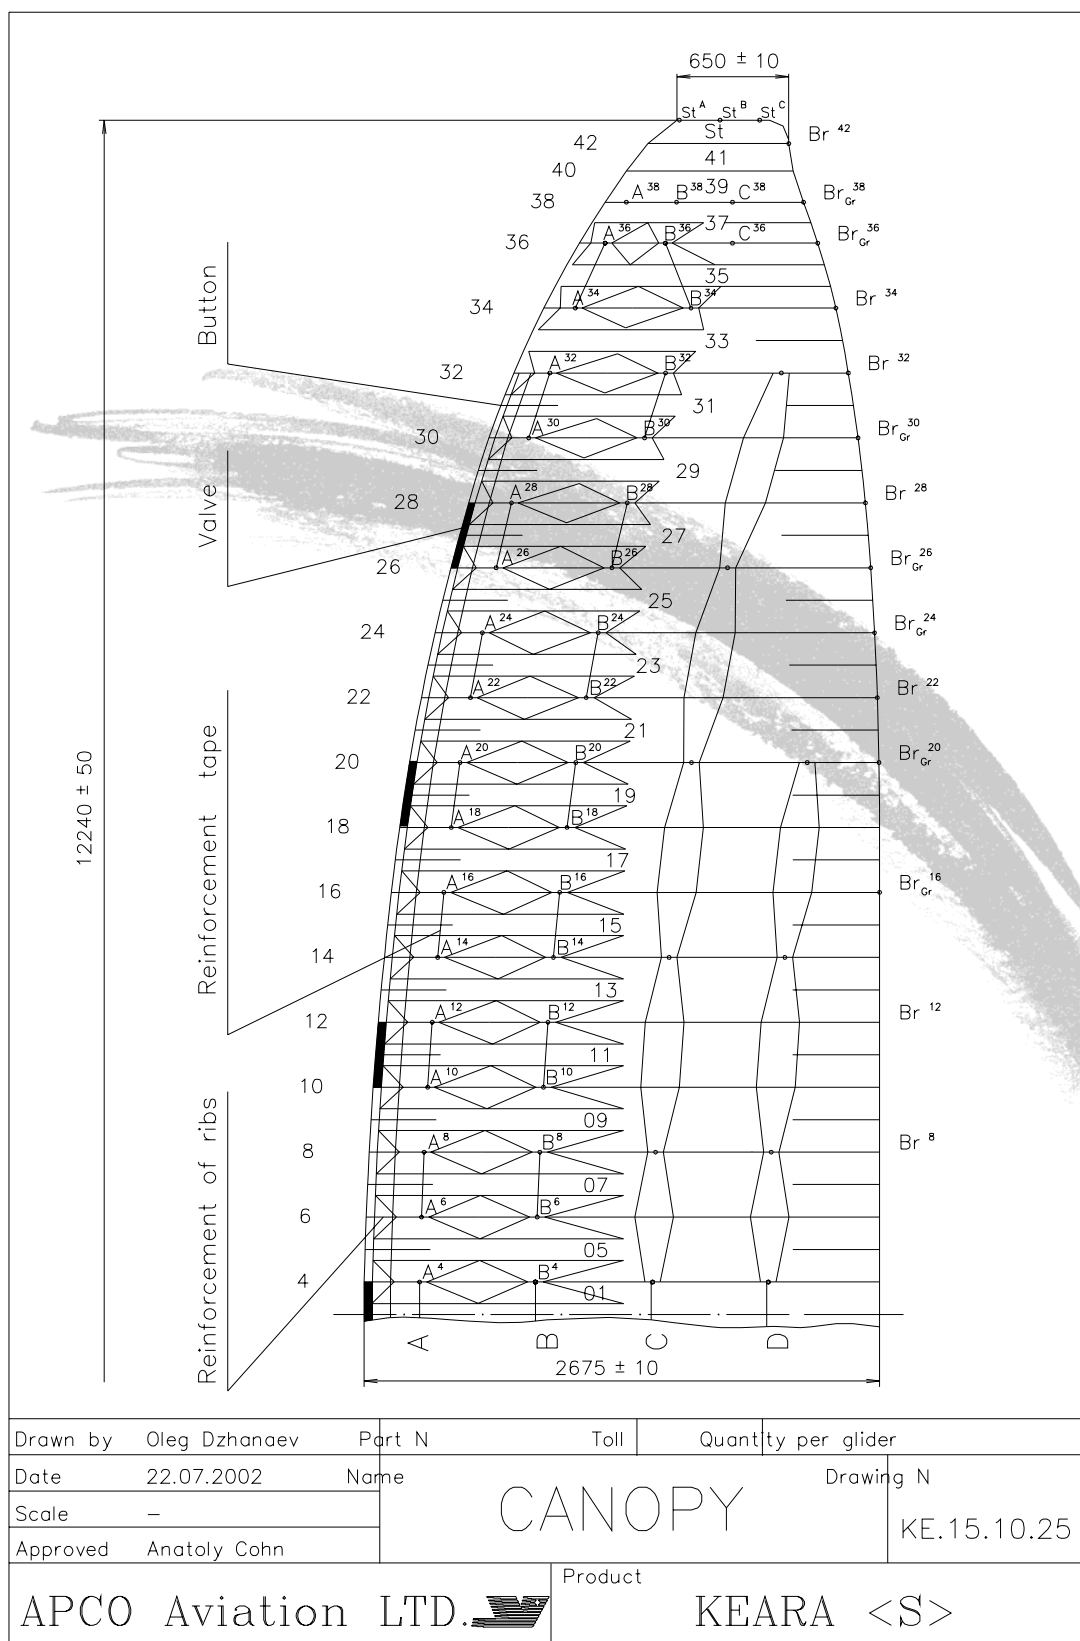 650 ± 10
St A St B St C
St
42 Br 42
41
40
39
38 A 38 B 38 C 38 Br Gr 38
37
36 A 36 B 36 C 36 Br Gr 36
35
34 A 34 B 34 Br 34
33
32 A 32 B 32 Br 32
31
30 A 30 B 30 Br Gr 30
29
28 A 28 B 28 Br 28
27
26 A 26 B 26 Br Gr 26
25
24 A 24 B 24 Br Gr 24
23
22 A 22 B 22 Br 22
21
20 A 20 B 20 Br Gr 20
19
18 A 18 B 18
17
16 A 16 B 16 Br Gr 16
15
14 A 14 B 14
13
12 A 12 B 12 Br 12
11
10 A 10 B 10
09
8 A 8 B 8 Br 8
07
6 A 6 B 6
05
4 A 4 B 4
01
A B C D
2675 ± 10
12240 ± 50
Button
Valve
Reinforcement tape
Reinforcement of ribs
Drawn by Oleg Dzhanaev Part N Toll Quantity per glider
Date 22.07.2002 Name Drawing N
CANOPY
Scale –
KE.15.10.25
Approved Anatoly Cohn
Product
APCO Aviation LTD. KEARA <S>